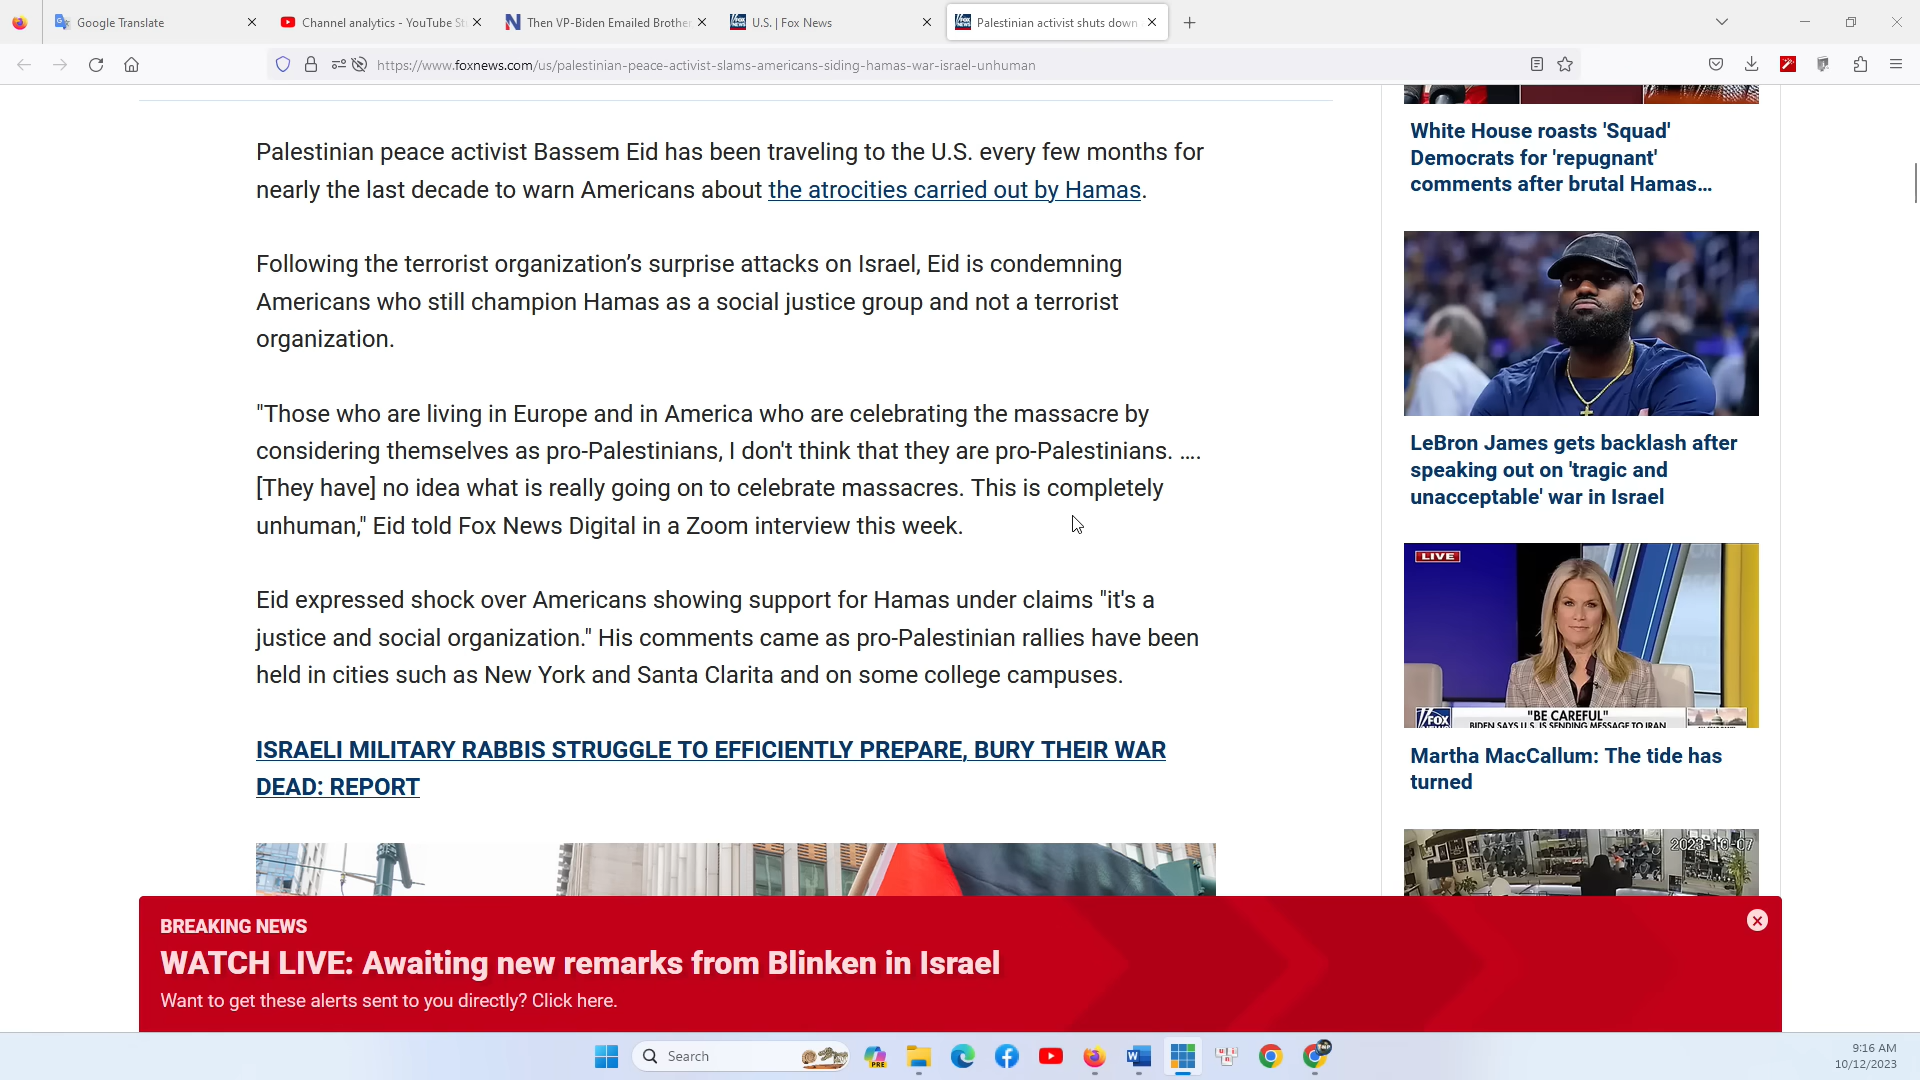 Google Translate
Channel analytics - YouTube St
Then VP-Biden Emailed Brother
U.S. | Fox News
Palestinian activist shuts down
https://www.foxnews.com/us/palestinian-peace-activist-slams-americans-siding-hamas-war-israel-unhuman
Palestinian peace activist Bassem Eid has been traveling to the U.S. every few months for
nearly the last decade to warn Americans about the atrocities carried out by Hamas.
Following the terrorist organization’s surprise attacks on Israel, Eid is condemning
Americans who still champion Hamas as a social justice group and not a terrorist
organization.
"Those who are living in Europe and in America who are celebrating the massacre by
considering themselves as pro-Palestinians, I don't think that they are pro-Palestinians. ....
[They have] no idea what is really going on to celebrate massacres. This is completely
unhuman," Eid told Fox News Digital in a Zoom interview this week.
Eid expressed shock over Americans showing support for Hamas under claims "it's a
justice and social organization." His comments came as pro-Palestinian rallies have been
held in cities such as New York and Santa Clarita and on some college campuses.
ISRAELI MILITARY RABBIS STRUGGLE TO EFFICIENTLY PREPARE, BURY THEIR WAR
DEAD: REPORT
White House roasts 'Squad'
Democrats for 'repugnant'
comments after brutal Hamas...
LeBron James gets backlash after
speaking out on 'tragic and
unacceptable' war in Israel
LIVE
FOX
"BE CAREFUL"
BIDEN SAYS U.S. IS SENDING MESSAGE TO IRAN
Martha MacCallum: The tide has
turned
2023-10-07
BREAKING NEWS
WATCH LIVE: Awaiting new remarks from Blinken in Israel
Want to get these alerts sent to you directly? Click here.
Search
PRE
9:16 AM
10/12/2023